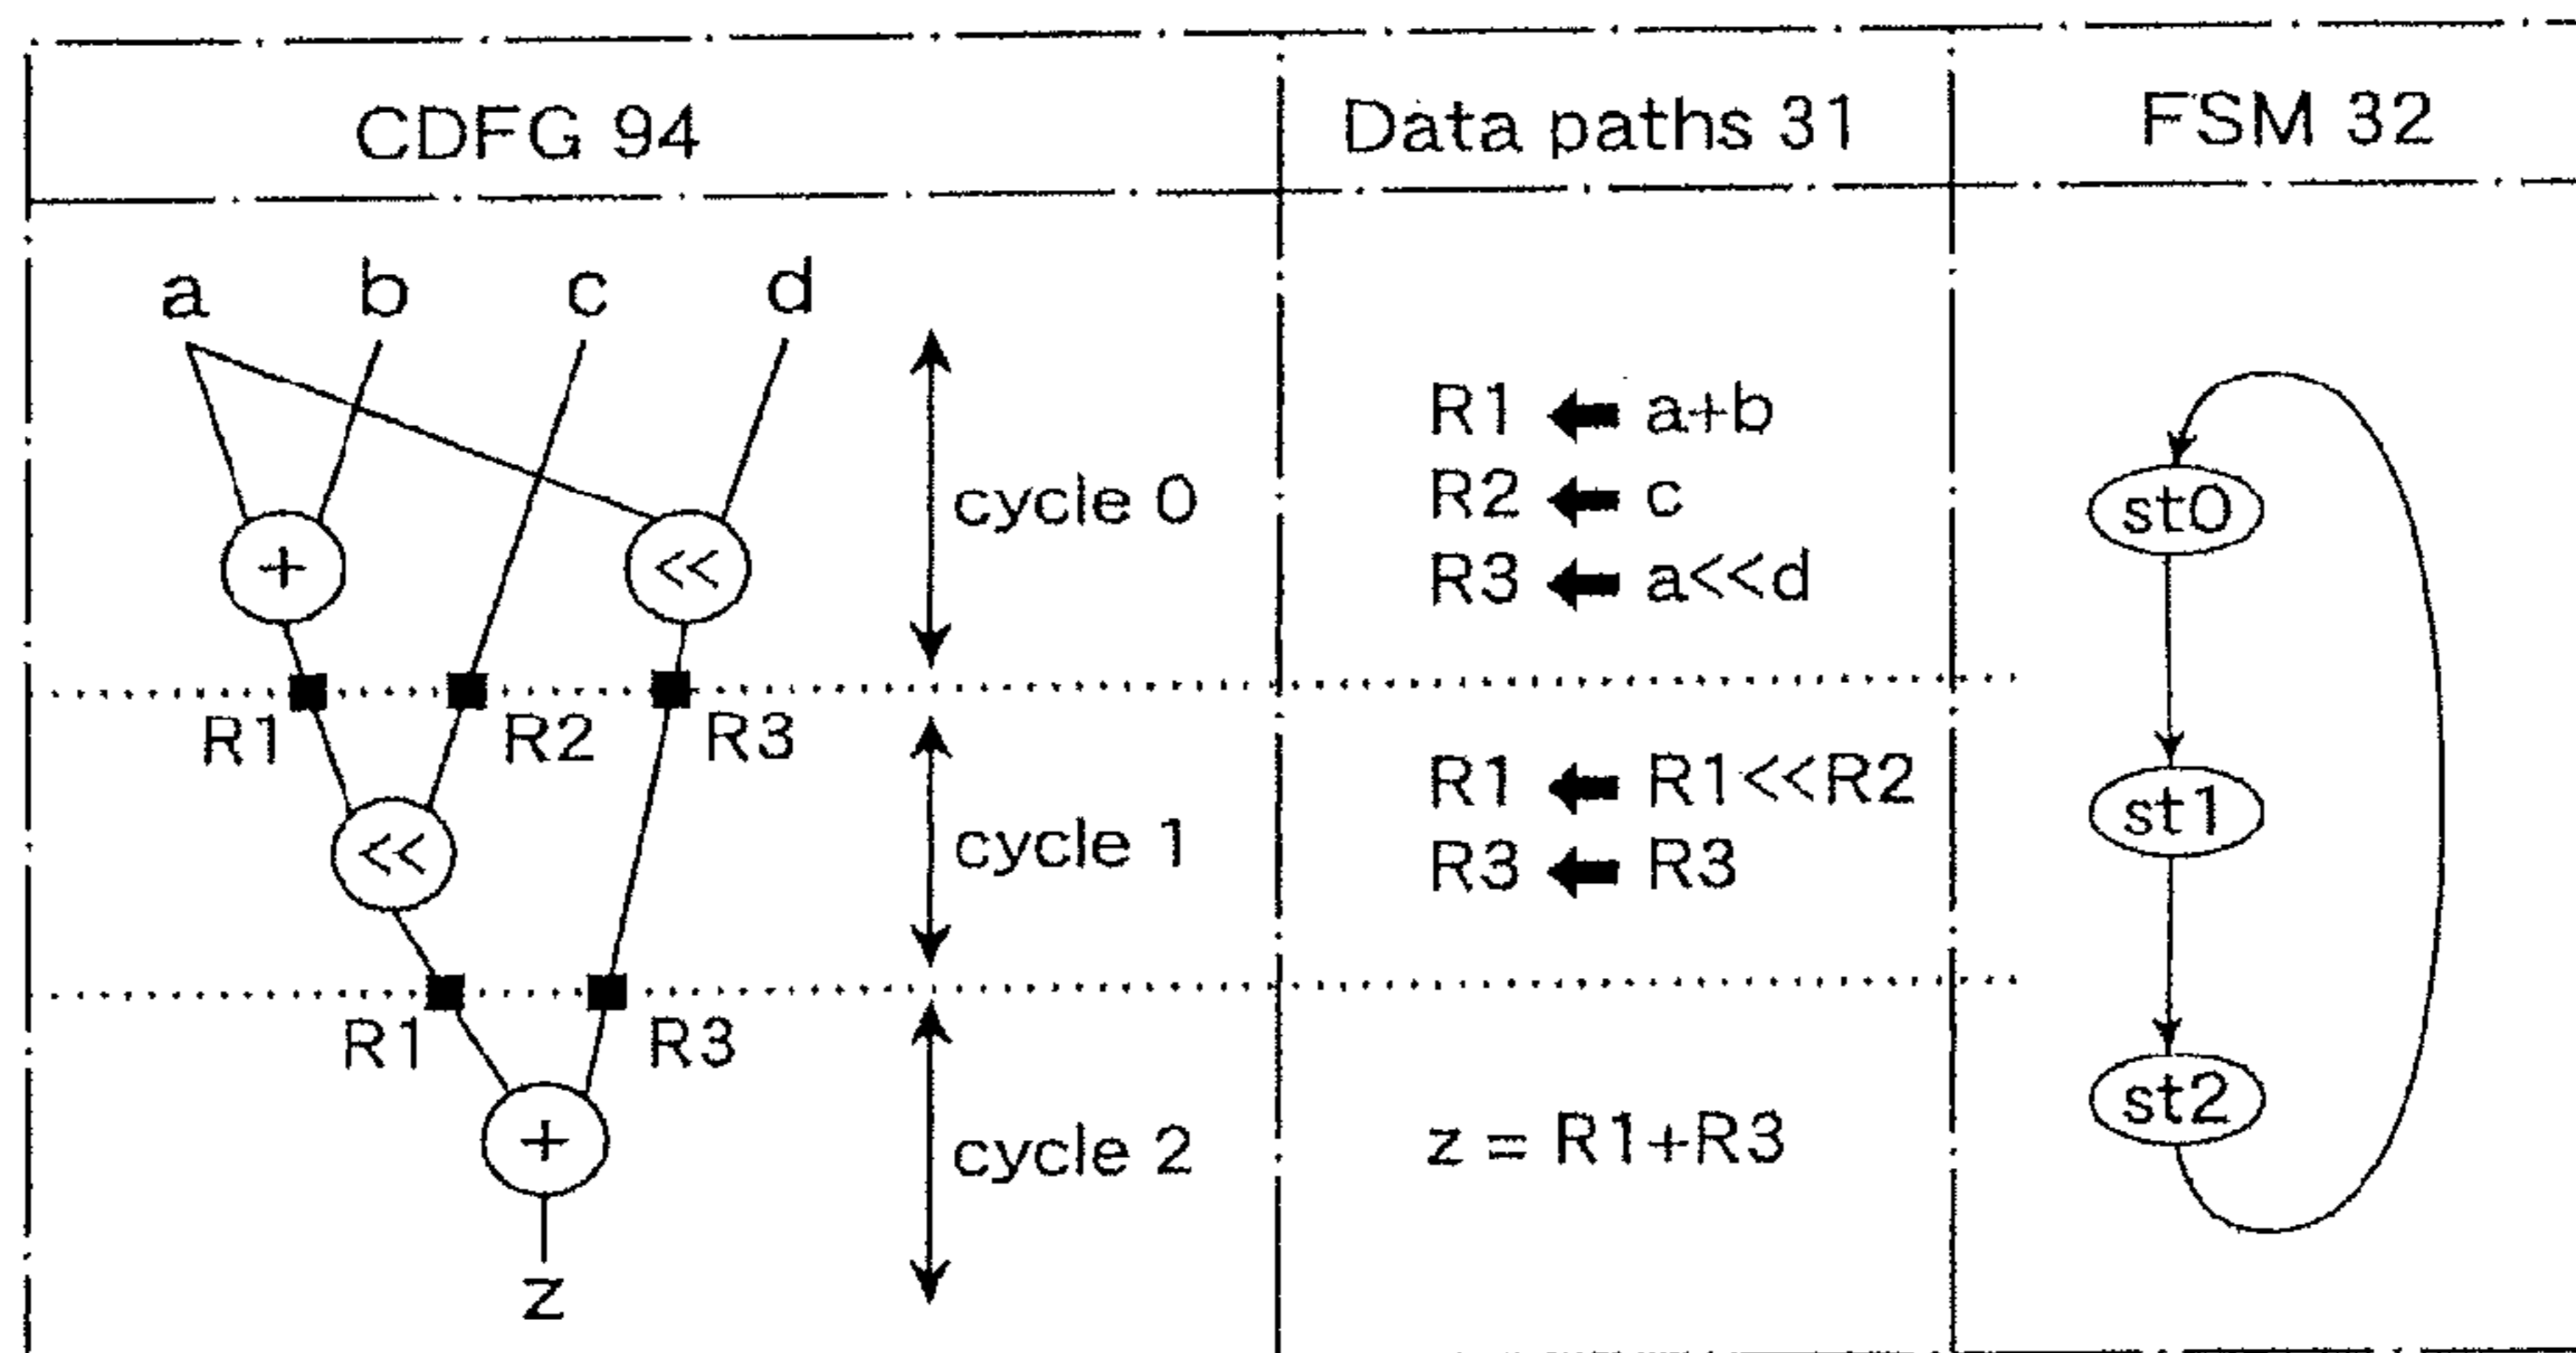 CDFG 94
Data paths 31
FSM 32
a b c d
+ <<
cycle 0
R1 R2 R3
<<
cycle 1
R1 R3
+
cycle 2
z
R1 ← a+b
R2 ← c
R3 ← a<<d
R1 ← R1<<R2
R3 ← R3
z = R1+R3
st0
st1
st2